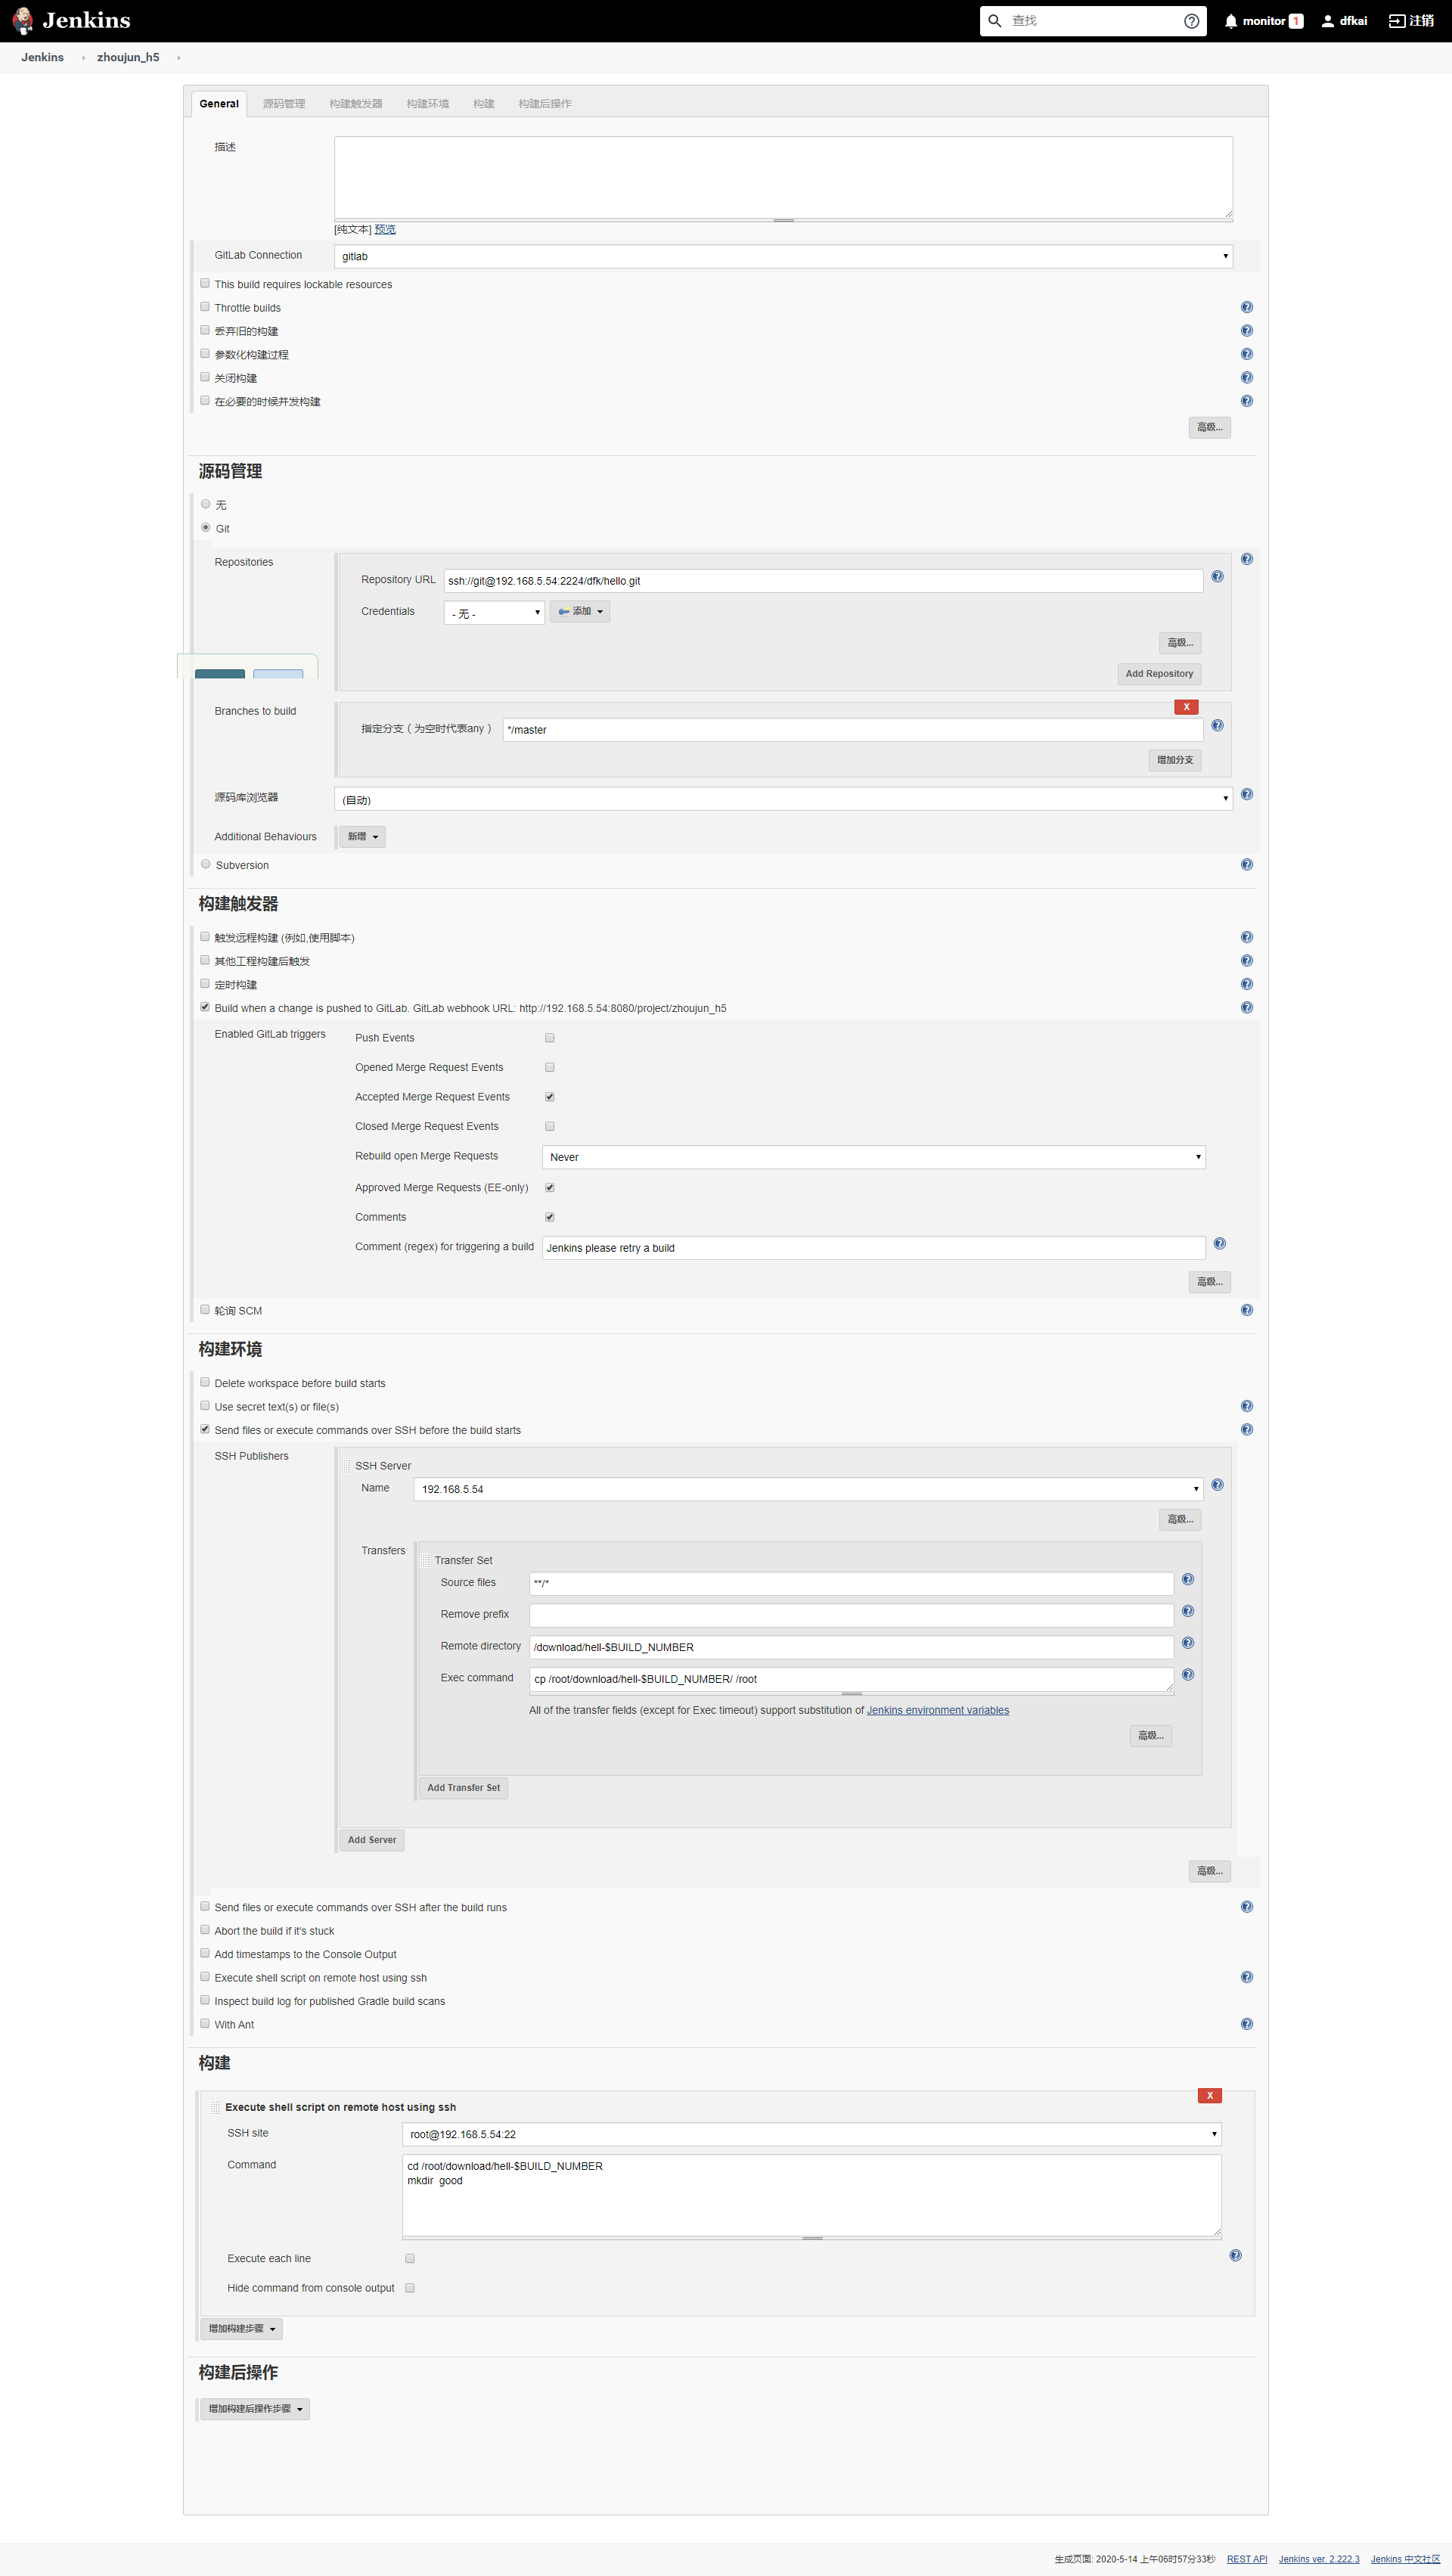 Jenkins
查找
monitor 1
dfkai
注销
Jenkins
zhoujun_h5
General
源码管理
构建触发器
构建环境
构建
构建后操作
描述
[纯文本] 预览
GitLab Connection
gitlab
This build requires lockable resources
Throttle builds
丢弃旧的构建
参数化构建过程
关闭构建
在必要的时候并发构建
高级...
源码管理
无
Git
Repositories
Repository URL
ssh://git@192.168.5.54:2224/dfk/hello.git
Credentials
- 无 -
添加
高级...
Add Repository
Branches to build
X
指定分支（为空时代表any）
*/master
增加分支
源码库浏览器
(自动)
Additional Behaviours
新增
Subversion
构建触发器
触发远程构建 (例如,使用脚本)
其他工程构建后触发
定时构建
Build when a change is pushed to GitLab. GitLab webhook URL: http://192.168.5.54:8080/project/zhoujun_h5
Enabled GitLab triggers
Push Events
Opened Merge Request Events
Accepted Merge Request Events
Closed Merge Request Events
Rebuild open Merge Requests
Never
Approved Merge Requests (EE-only)
Comments
Comment (regex) for triggering a build
Jenkins please retry a build
高级...
轮询 SCM
构建环境
Delete workspace before build starts
Use secret text(s) or file(s)
Send files or execute commands over SSH before the build starts
SSH Publishers
SSH Server
Name
192.168.5.54
高级...
Transfers
Transfer Set
Source files
**/*
Remove prefix
Remote directory
/download/hell-$BUILD_NUMBER
Exec command
cp /root/download/hell-$BUILD_NUMBER/ /root
All of the transfer fields (except for Exec timeout) support substitution of Jenkins environment variables
高级...
Add Transfer Set
Add Server
高级...
Send files or execute commands over SSH after the build runs
Abort the build if it's stuck
Add timestamps to the Console Output
Execute shell script on remote host using ssh
Inspect build log for published Gradle build scans
With Ant
构建
X
Execute shell script on remote host using ssh
SSH site
root@192.168.5.54:22
Command
cd /root/download/hell-$BUILD_NUMBER
mkdir  good
Execute each line
Hide command from console output
增加构建步骤
构建后操作
增加构建后操作步骤
生成页面: 2020-5-14 上午06时57分33秒
REST API
Jenkins ver. 2.222.3
Jenkins 中文社区